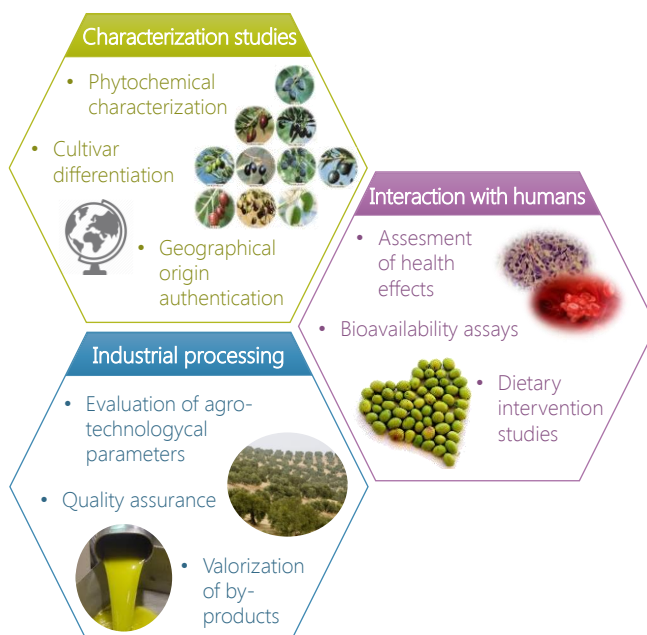 Characterization studies
• Phytochemical
characterization
• Cultivar
differentiation
• Geographical
origin
authentication
Interaction with humans
• Assesment
of health
effects
• Bioavailability assays
• Dietary
intervention
studies
Industrial processing
• Evaluation of agro-
technologycal
parameters
• Quality assurance
• Valorization
of by-
products